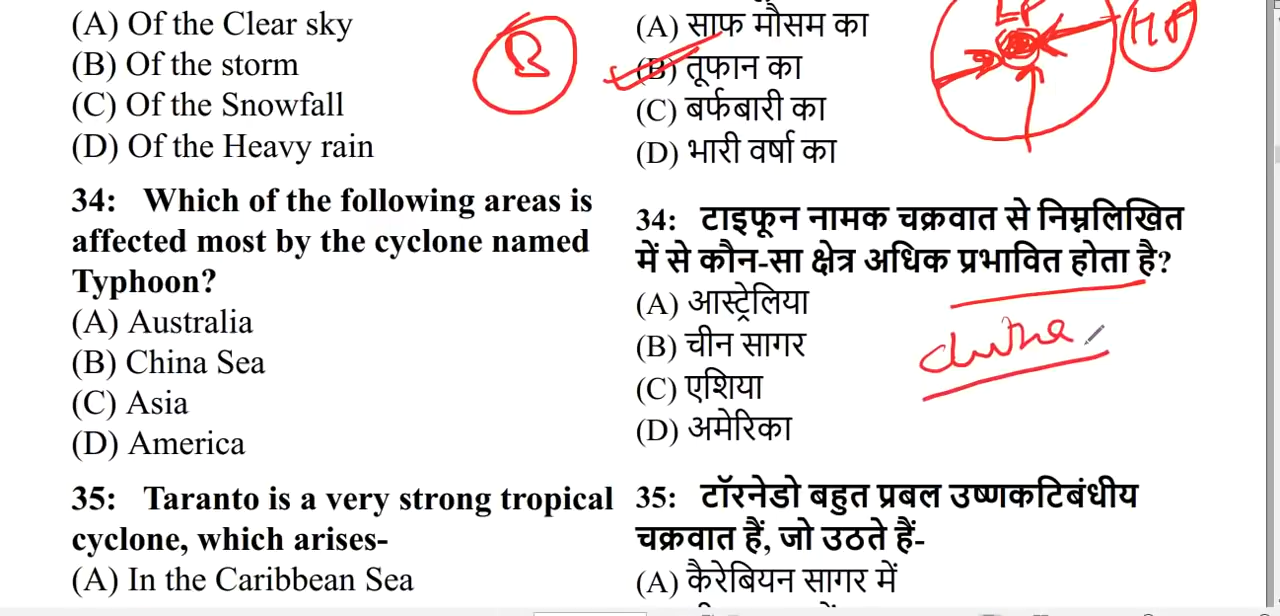 (A) Of the Clear sky
(B) Of the storm
(C) Of the Snowfall
(D) Of the Heavy rain
34: Which of the following areas is
affected most by the cyclone named
Typhoon?
(A) Australia
(B) China Sea
(C) Asia
(D) America
35: Taranto is a very strong tropical
cyclone, which arises-
(A) In the Caribbean Sea
B
(A) साफ मौसम का
(B) तूफान का
(C) बर्फबारी का
(D) भारी वर्षा का
LP
HP
34: टाइफून नामक चक्रवात से निम्नलिखित
में से कौन-सा क्षेत्र अधिक प्रभावित होता है?
(A) आस्ट्रेलिया
(B) चीन सागर
(C) एशिया
(D) अमेरिका
china
35: टॉरनेडो बहुत प्रबल उष्णकटिबंधीय
चक्रवात हैं, जो उठते हैं-
(A) कैरेबियन सागर में